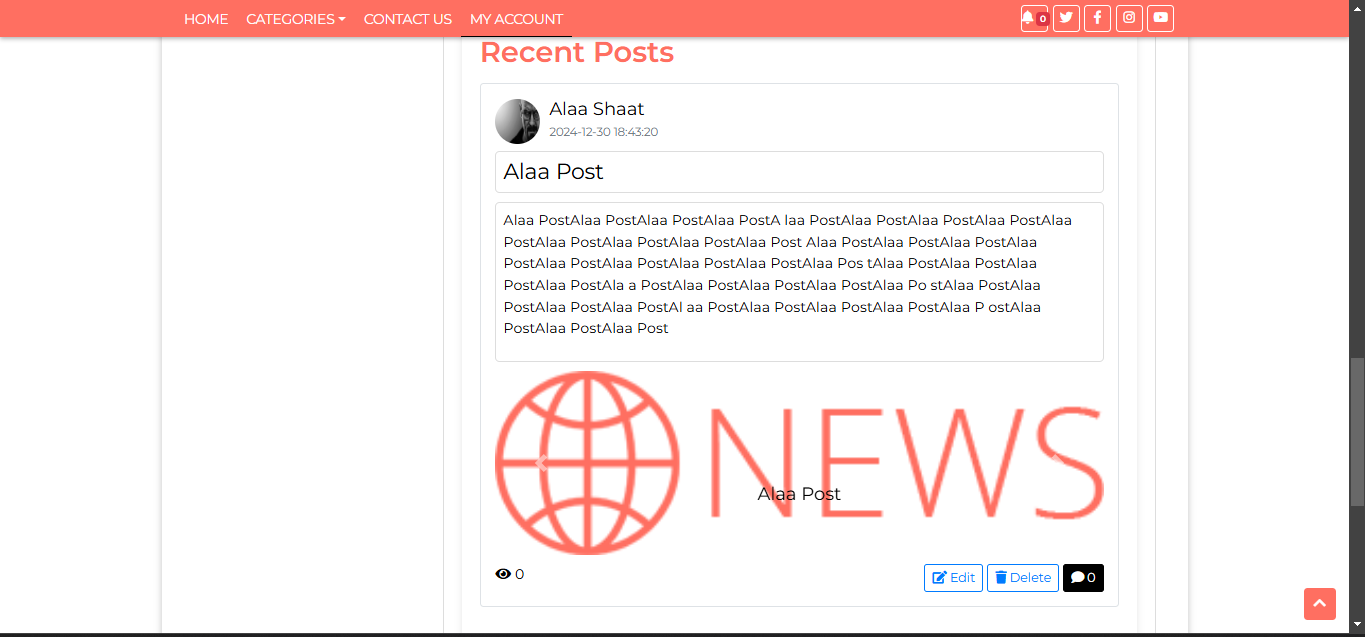 HOME CATEGORIES CONTACT US MY ACCOUNT 0
Recent Posts
Alaa Shaat
2024-12-30 18:43:20
Alaa Post
Alaa PostAlaa PostAlaa PostAlaa PostA laa PostAlaa PostAlaa PostAlaa PostAlaa
PostAlaa PostAlaa PostAlaa PostAlaa Post Alaa PostAlaa PostAlaa PostAlaa
PostAlaa PostAlaa PostAlaa PostAlaa PostAlaa Pos tAlaa PostAlaa PostAlaa
PostAlaa PostAla a PostAlaa PostAlaa PostAlaa PostAlaa Po stAlaa PostAlaa
PostAlaa PostAlaa PostAl aa PostAlaa PostAlaa PostAlaa PostAlaa P ostAlaa
PostAlaa PostAlaa Post
NEWS
Alaa Post
0 Edit Delete 0